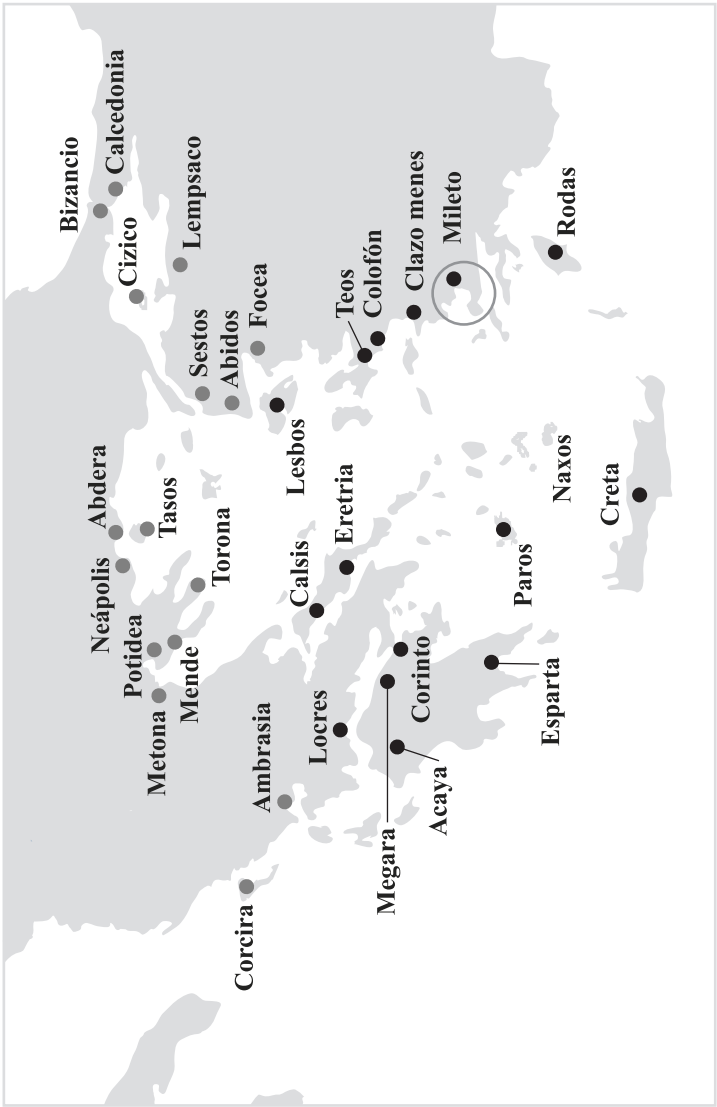 Bizancio
Calcedonia
Cizico
Lempsaco
Sestos
Abidos
Focea
Teos
Colofón
Clazo menes
Mileto
Rodas
Abdera
Tasos
Neápolis
Torona
Potidea
Mende
Metona
Lesbos
Eretria
Calsis
Naxos
Creta
Paros
Ambrasia
Locres
Corinto
Esparta
Megara
Acaya
Corcira